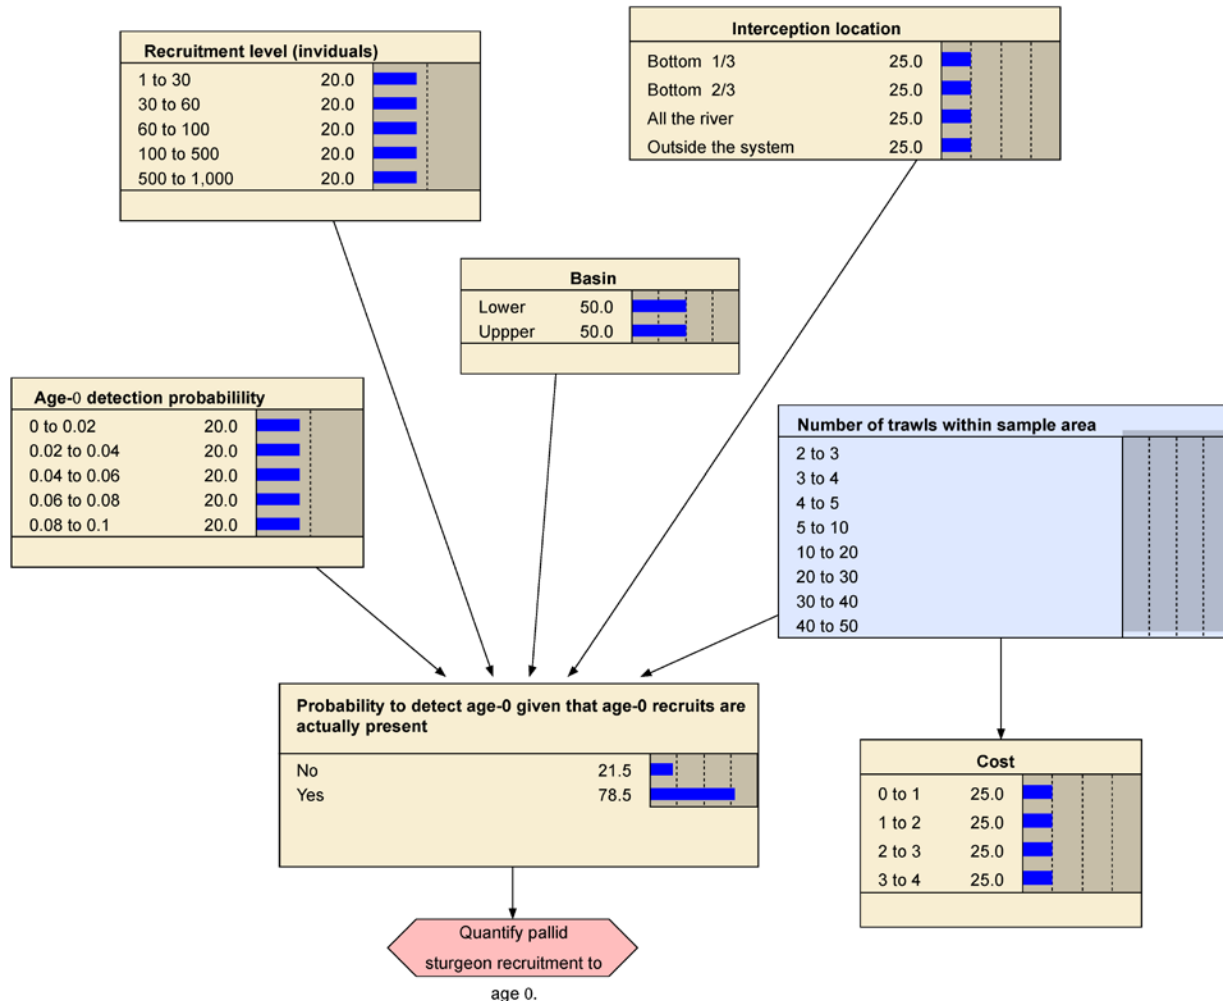 Recruitment level (inviduals)
1 to 30 20.0
30 to 60 20.0
60 to 100 20.0
100 to 500 20.0
500 to 1,000 20.0
Interception location
Bottom 1/3 25.0
Bottom 2/3 25.0
All the river 25.0
Outside the system 25.0
Basin
Lower 50.0
Uppper 50.0
Age-0 detection probabilility
0 to 0.02 20.0
0.02 to 0.04 20.0
0.04 to 0.06 20.0
0.06 to 0.08 20.0
0.08 to 0.1 20.0
Number of trawls within sample area
2 to 3
3 to 4
4 to 5
5 to 10
10 to 20
20 to 30
30 to 40
40 to 50
Probability to detect age-0 given that age-0 recruits are
actually present
No 21.5
Yes 78.5
Cost
0 to 1 25.0
1 to 2 25.0
2 to 3 25.0
3 to 4 25.0
Quantify pallid
sturgeon recruitment to
age 0.